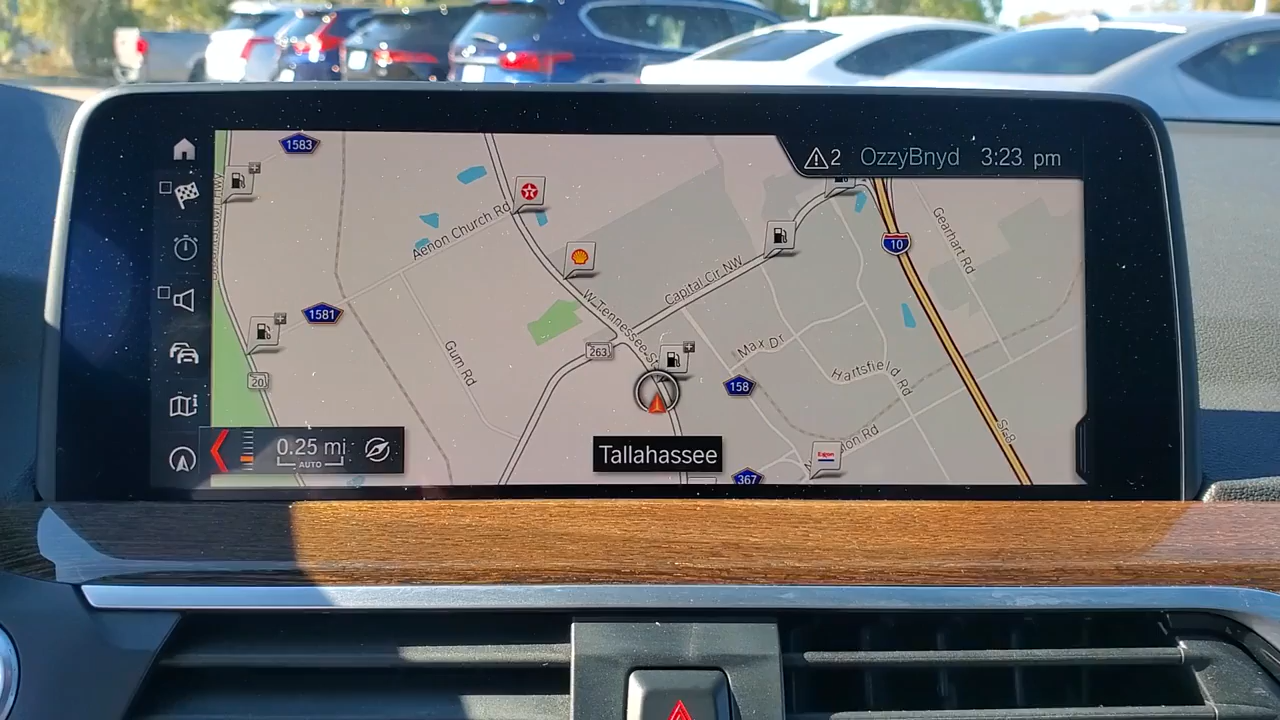 1583
2 OzzyBnyd 3:23 pm
Aenon Church Rd
Gearhart Rd
10
Capital Cir NW
W Tennessee St
1581
Gum Rd
263
Max Dr
Hartsfield Rd
20
158
0.25 mi
AUTO
Tallahassee
Exxon
367